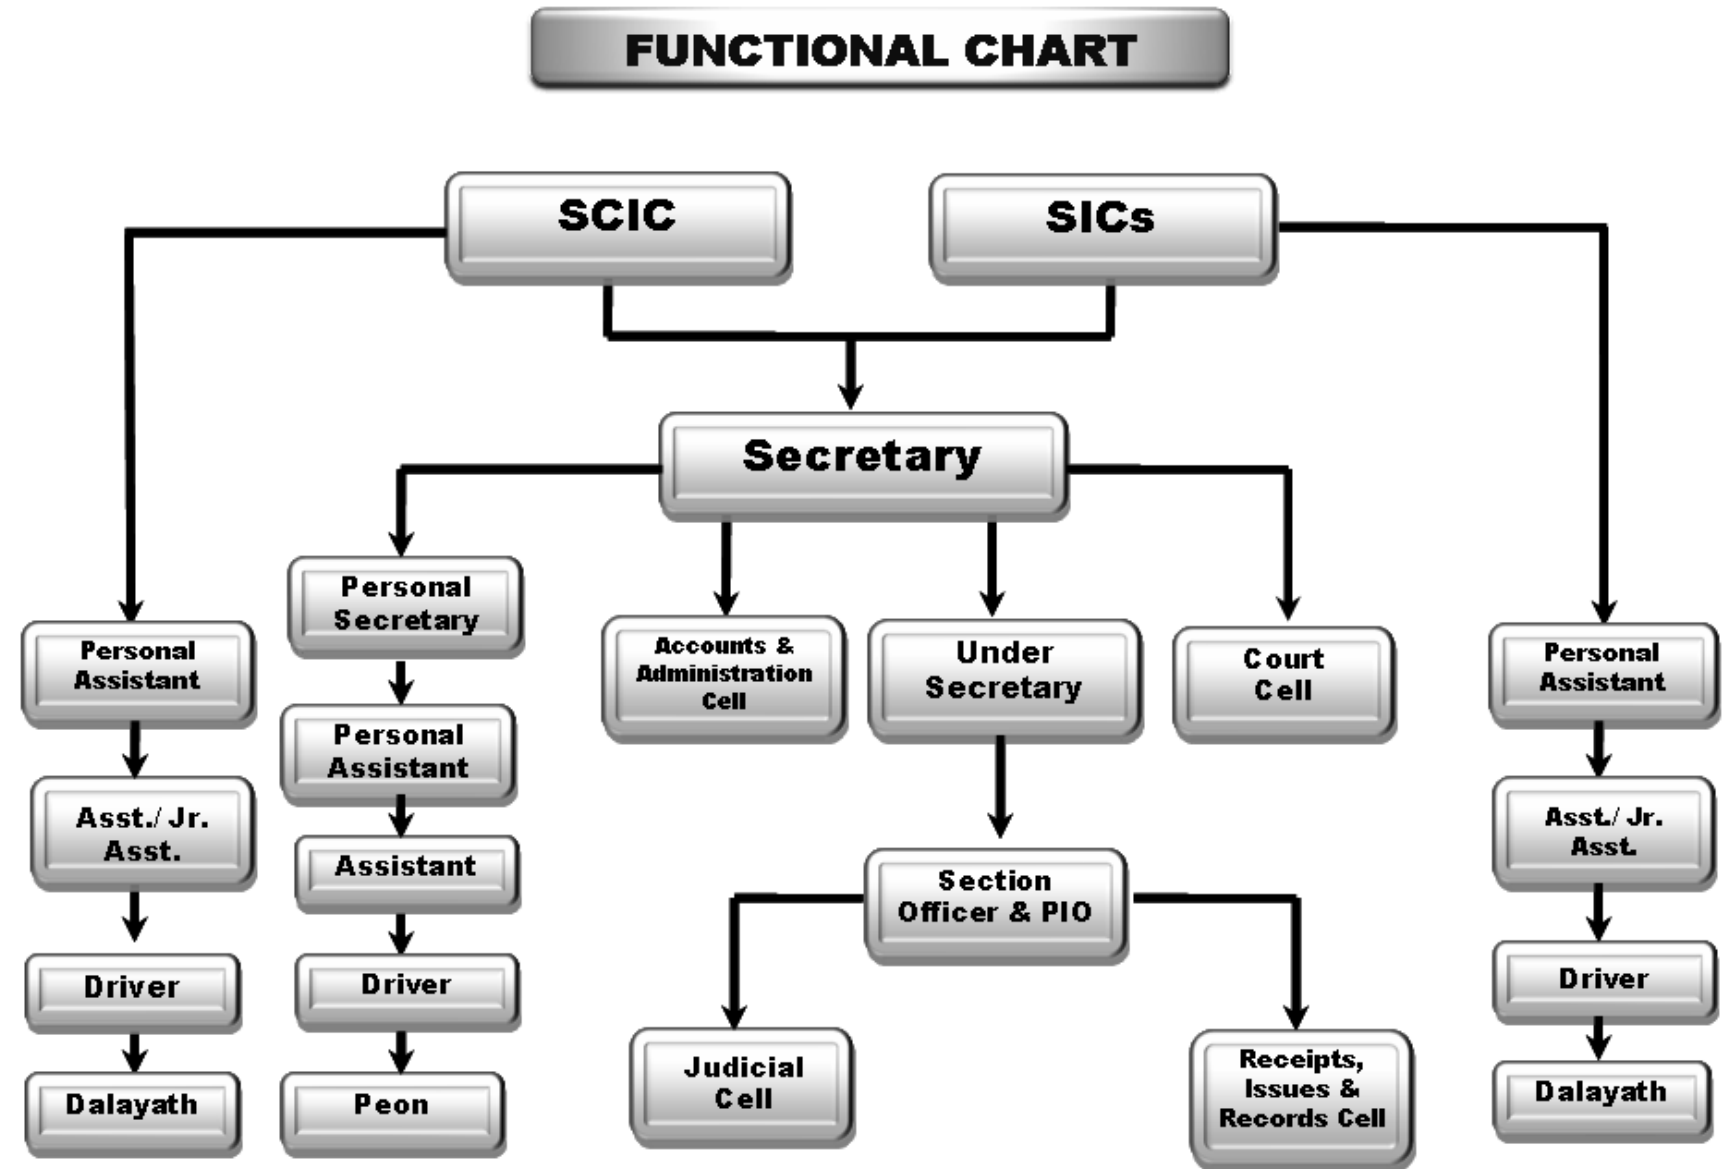 FUNCTIONAL CHART
SCIC
SICs
Secretary
Personal
Secretary
Personal
Assistant
Accounts &
Administration
Cell
Under
Secretary
Court
Cell
Personal
Assistant
Personal
Assistant
Asst./ Jr.
Asst.
Asst./ Jr.
Asst.
Assistant
Section
Officer & PIO
Driver
Driver
Driver
Judicial
Cell
Receipts,
Issues &
Records Cell
Dalayath
Peon
Dalayath